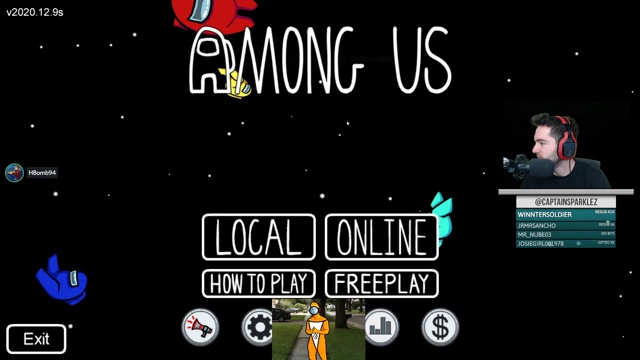 v2020.12.9s
AMONG US
HBomb94
@CAPTAINSPARKLEZ
WINNTERSOLDIER
JRMRSANCHO
MR_NUBE03
JOSIEGIRL001978
LOCAL
ONLINE
HOW TO PLAY
FREEPLAY
$
Exit